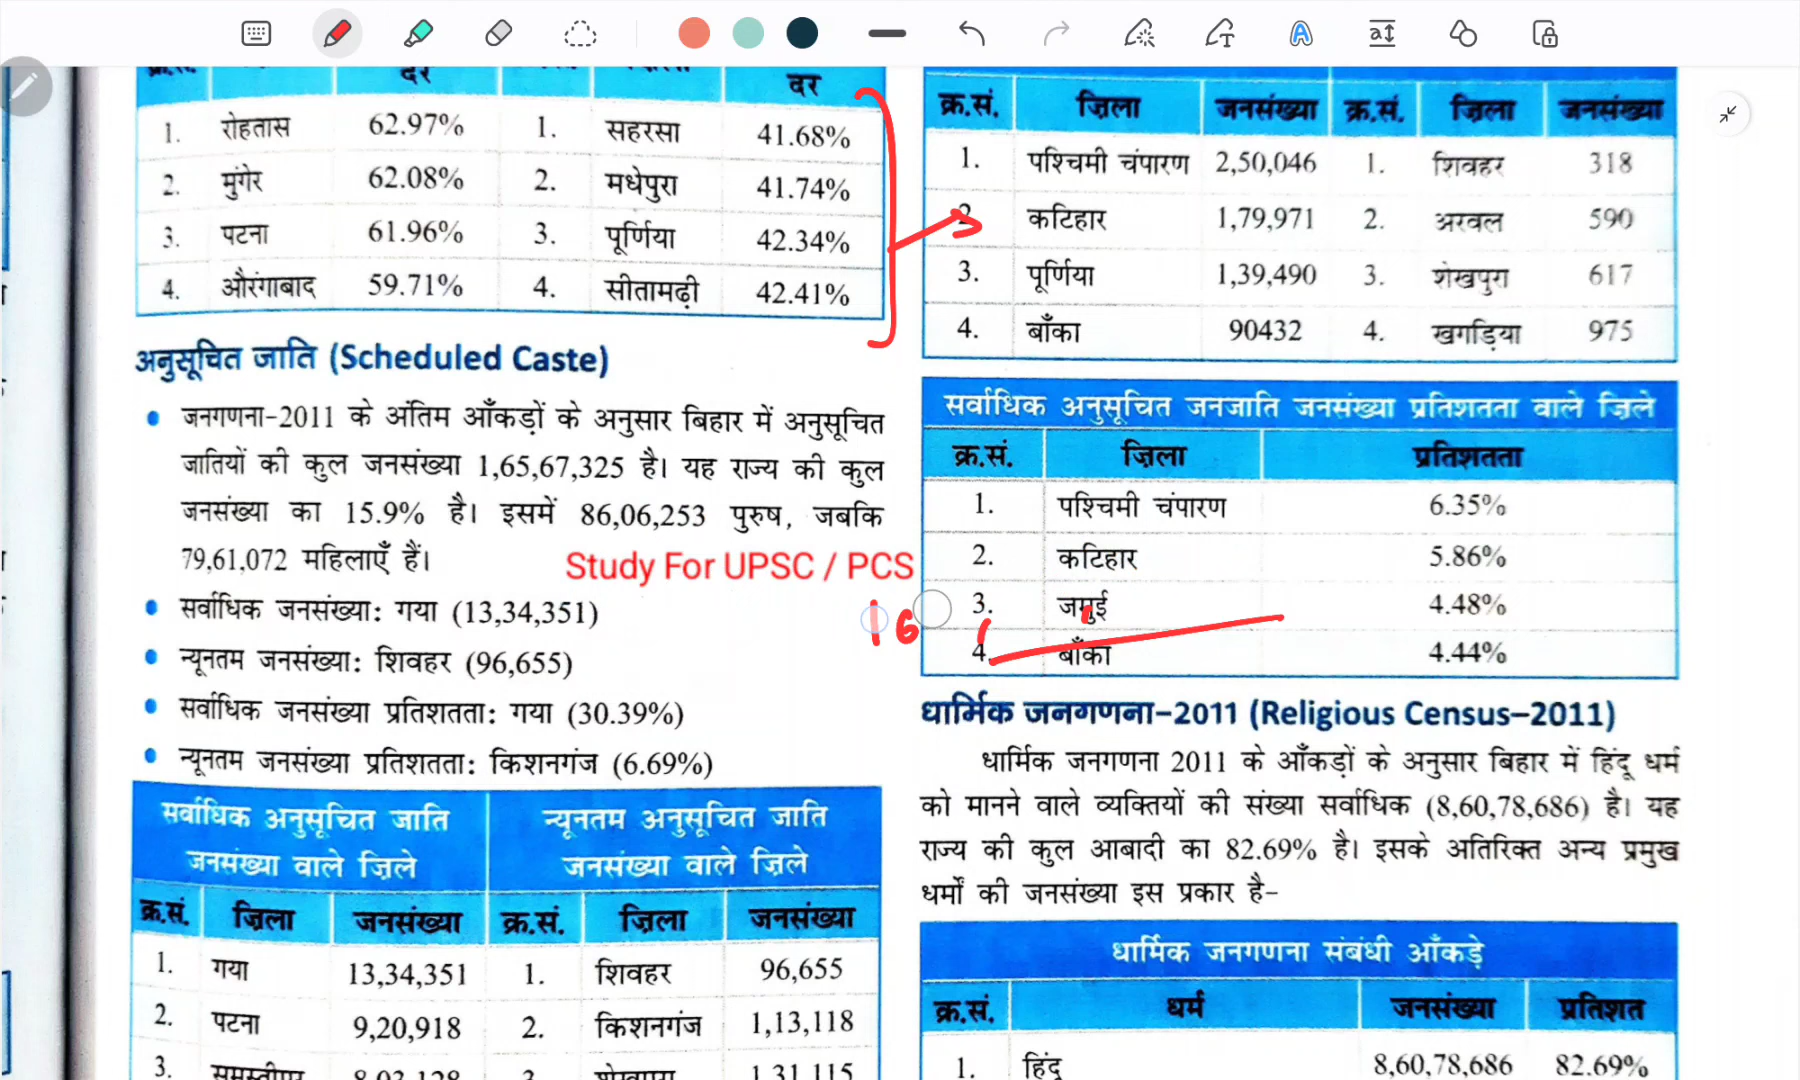 दर
दर
1. रोहतास 62.97% 1. सहरसा 41.68%
2. मुंगेर 62.08% 2. मधेपुरा 41.74%
3. पटना 61.96% 3. पूर्णिया 42.34%
4. औरंगाबाद 59.71% 4. सीतामढ़ी 42.41%
अनुसूचित जाति (Scheduled Caste)
• जनगणना-2011 के अंतिम आँकड़ों के अनुसार बिहार में अनुसूचित
जातियों की कुल जनसंख्या 1,65,67,325 है। यह राज्य की कुल
जनसंख्या का 15.9% है। इसमें 86,06,253 पुरुष, जबकि
79,61,072 महिलाएँ हैं।
Study For UPSC / PCS
• सर्वाधिक जनसंख्या: गया (13,34,351)
• न्यूनतम जनसंख्या: शिवहर (96,655)
• सर्वाधिक जनसंख्या प्रतिशतता: गया (30.39%)
• न्यूनतम जनसंख्या प्रतिशतता: किशनगंज (6.69%)
सर्वाधिक अनुसूचित जाति
जनसंख्या वाले ज़िले
न्यूनतम अनुसूचित जाति
जनसंख्या वाले ज़िले
क्र.सं. ज़िला जनसंख्या क्र.सं. ज़िला जनसंख्या
1. गया 13,34,351 1. शिवहर 96,655
2. पटना 9,20,918 2. किशनगंज 1,13,118
3. समस्तीपुर 8,03,128 3. शेखपुरा 1,31,115
क्र.सं. ज़िला जनसंख्या क्र.सं. ज़िला जनसंख्या
1. पश्चिमी चंपारण 2,50,046 1. शिवहर 318
2. कटिहार 1,79,971 2. अरवल 590
3. पूर्णिया 1,39,490 3. शेखपुरा 617
4. बाँका 90432 4. खगड़िया 975
सर्वाधिक अनुसूचित जनजाति जनसंख्या प्रतिशतता वाले ज़िले
क्र.सं. ज़िला प्रतिशतता
1. पश्चिमी चंपारण 6.35%
2. कटिहार 5.86%
3. जमुई 4.48%
4. बाँका 4.44%
16
धार्मिक जनगणना-2011 (Religious Census-2011)
धार्मिक जनगणना 2011 के आँकड़ों के अनुसार बिहार में हिंदू धर्म
को मानने वाले व्यक्तियों की संख्या सर्वाधिक (8,60,78,686) है। यह
राज्य की कुल आबादी का 82.69% है। इसके अतिरिक्त अन्य प्रमुख
धर्मों की जनसंख्या इस प्रकार है-
धार्मिक जनगणना संबंधी आँकड़े
क्र.सं. धर्म जनसंख्या प्रतिशत
1. हिंदू 8,60,78,686 82.69%